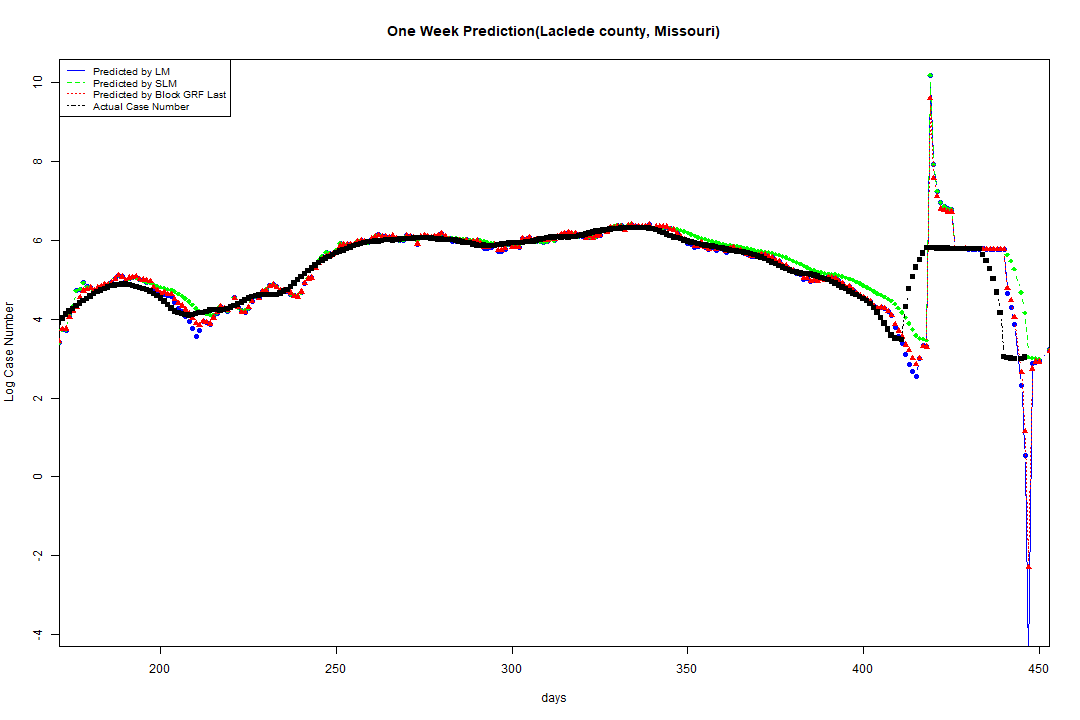 One Week Prediction(Laclede county, Missouri)
Predicted by LM
Predicted by SLM
Predicted by Block GRF Last
Actual Case Number
10
8
6
4
2
0
-2
-4
Log Case Number
200
250
300
350
400
450
days